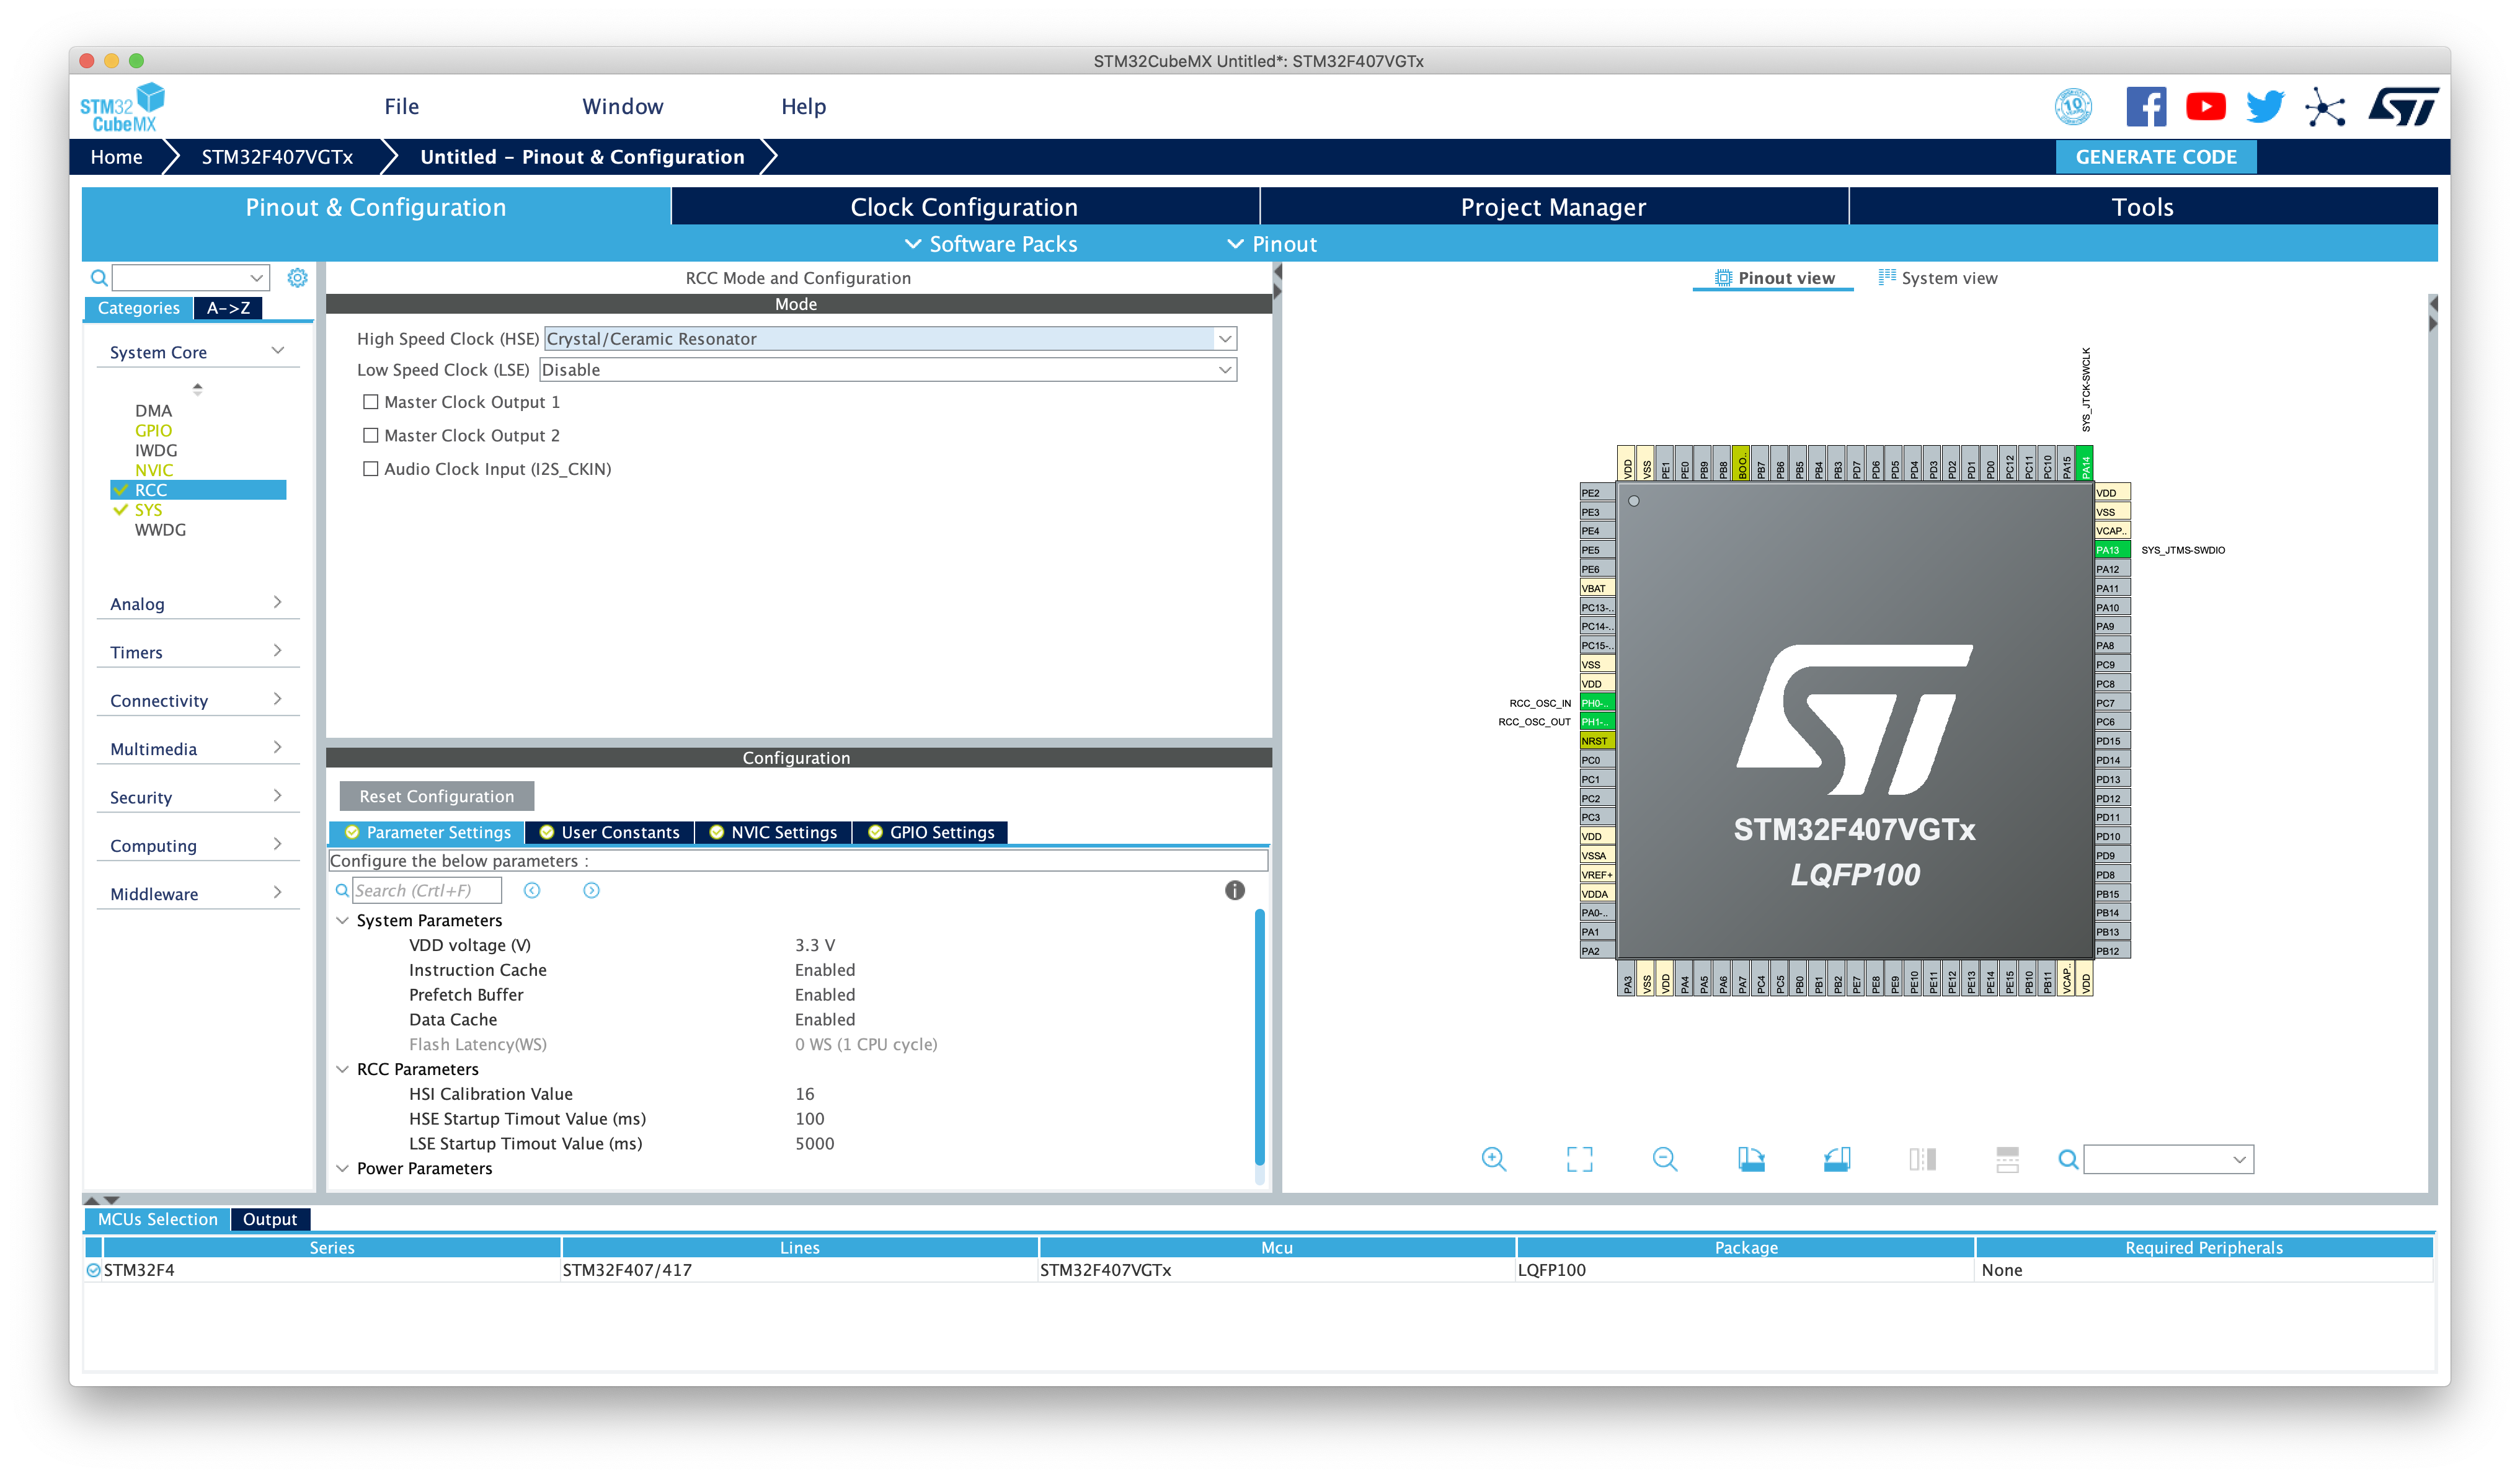 STM32CubeMX Untitled*: STM32F407VGTx
STM32 CubeMX
File Window Help
10
ST
Home STM32F407VGTx Untitled – Pinout & Configuration GENERATE CODE
Pinout & Configuration Clock Configuration Project Manager Tools
Software Packs Pinout
Categories A->Z
System Core
DMA
GPIO
IWDG
NVIC
RCC
SYS
WWDG
Analog
Timers
Connectivity
Multimedia
Security
Computing
Middleware
RCC Mode and Configuration
Mode
High Speed Clock (HSE) Crystal/Ceramic Resonator
Low Speed Clock (LSE) Disable
Master Clock Output 1
Master Clock Output 2
Audio Clock Input (I2S_CKIN)
Configuration
Reset Configuration
Parameter Settings User Constants NVIC Settings GPIO Settings
Configure the below parameters :
Search (Crtl+F)
System Parameters
VDD voltage (V) 3.3 V
Instruction Cache Enabled
Prefetch Buffer Enabled
Data Cache Enabled
Flash Latency(WS) 0 WS (1 CPU cycle)
RCC Parameters
HSI Calibration Value 16
HSE Startup Timout Value (ms) 100
LSE Startup Timout Value (ms) 5000
Power Parameters
Pinout view System view
SYS_JTCK-SWCLK
VDD VSS PE1 PE0 PB9 PB8 BOO.. PB7 PB6 PB5 PB4 PB3 PD7 PD6 PD5 PD4 PD3 PD2 PD1 PD0 PC12 PC11 PC10 PA15 PA14
PE2 VDD
PE3 VSS
PE4 VCAP..
PE5 PA13 SYS_JTMS-SWDIO
PE6 PA12
VBAT PA11
PC13-.. PA10
PC14-.. PA9
PC15-.. PA8
VSS PC9
VDD PC8
RCC_OSC_IN PH0-.. PC7
RCC_OSC_OUT PH1-.. PC6
NRST PD15
PC0 PD14
PC1 PD13
PC2 PD12
PC3 PD11
VDD PD10
VSSA PD9
VREF+ PD8
VDDA PB15
PA0-.. PB14
PA1 PB13
PA2 PB12
ST
STM32F407VGTx
LQFP100
PA3 VSS VDD PA4 PA5 PA6 PA7 PC4 PC5 PB0 PB1 PB2 PE7 PE8 PE9 PE10 PE11 PE12 PE13 PE14 PE15 PB10 PB11 VCAP.. VDD
MCUs Selection Output
Series Lines Mcu Package Required Peripherals
STM32F4 STM32F407/417 STM32F407VGTx LQFP100 None